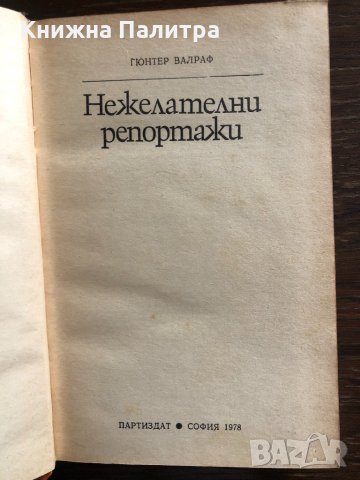 Книжна Палитра
ГЮНТЕР ВАЛРАФ
Нежелателни
репортажи
ПАРТИЗДАТ ● СОФИЯ 1978
BAZAR